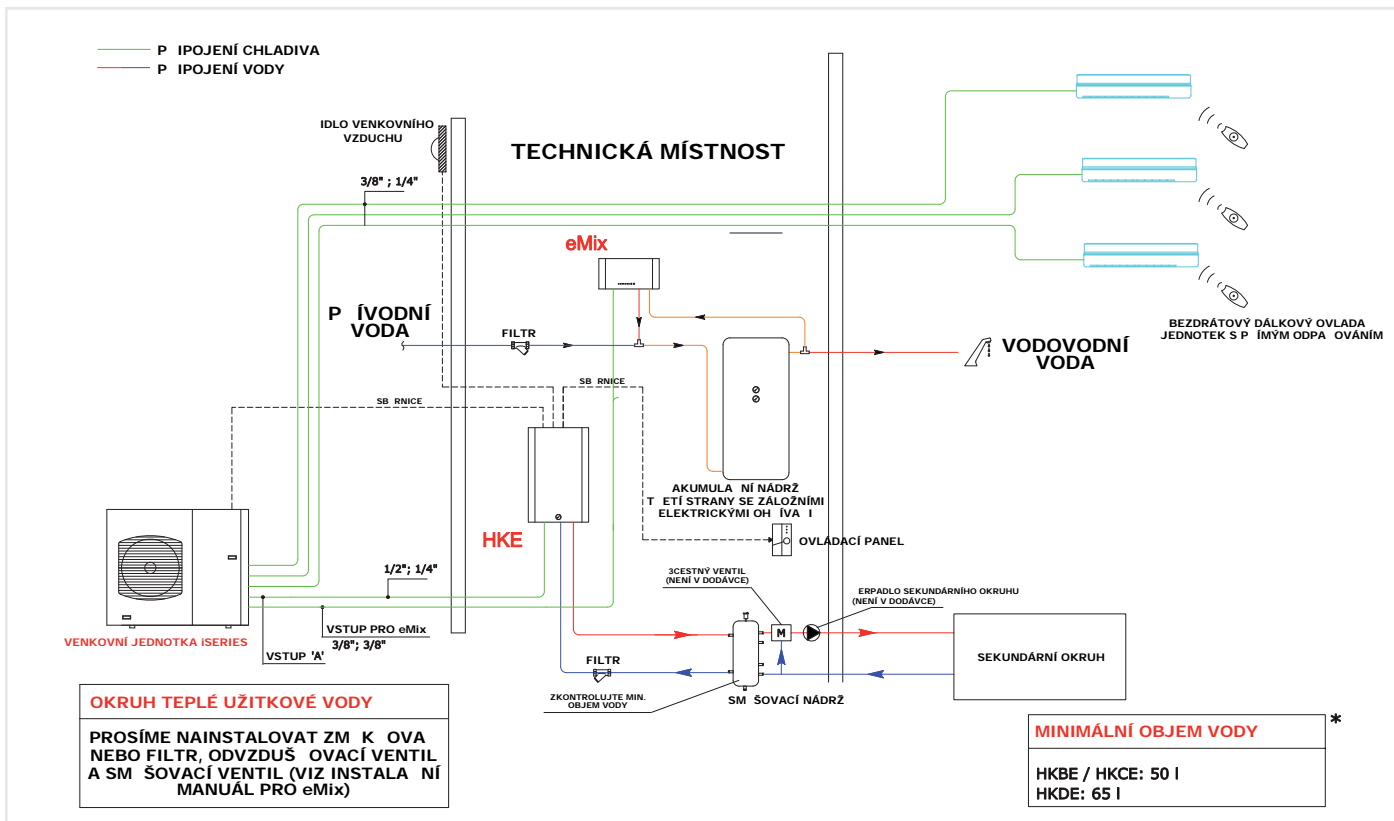 P IPOJENÍ CHLADIVA
P IPOJENÍ VODY
IDLO VENKOVNÍHO
VZDUCHU
TECHNICKÁ MÍSTNOST
3/8" ; 1/4"
eMix
P ÍVODNÍ
VODA
FILTR
BEZDRÁTOVÝ DÁLKOVÝ OVLADA
JEDNOTEK S P ÍMÝM ODPA OVÁNÍM
VODOVODNÍ
VODA
SB RNICE
SB RNICE
AKUMULA NÍ NÁDRŽ
T ETÍ STRANY SE ZÁLOŽNÍMI
ELEKTRICKÝMI OH ÍVA I
HKE
OVLÁDACÍ PANEL
1/2"; 1/4"
3CESTNÝ VENTIL
(NENÍ V DODÁVCE)
ERPADLO SEKUNDÁRNÍHO OKRUHU
(NENÍ V DODÁVCE)
VENKOVNÍ JEDNOTKA iSERIES
VSTUP PRO eMix
3/8"; 3/8"
VSTUP 'A'
M
FILTR
SEKUNDÁRNÍ OKRUH
ZKONTROLUJTE MIN.
OBJEM VODY
SM ŠOVACÍ NÁDRŽ
OKRUH TEPLÉ UŽITKOVÉ VODY
PROSÍME NAINSTALOVAT ZM K OVA
NEBO FILTR, ODVZDUŠ OVACÍ VENTIL
A SM ŠOVACÍ VENTIL (VIZ INSTALA NÍ
MANUÁL PRO eMix)
*
MINIMÁLNÍ OBJEM VODY
HKBE / HKCE: 50 l
HKDE: 65 l